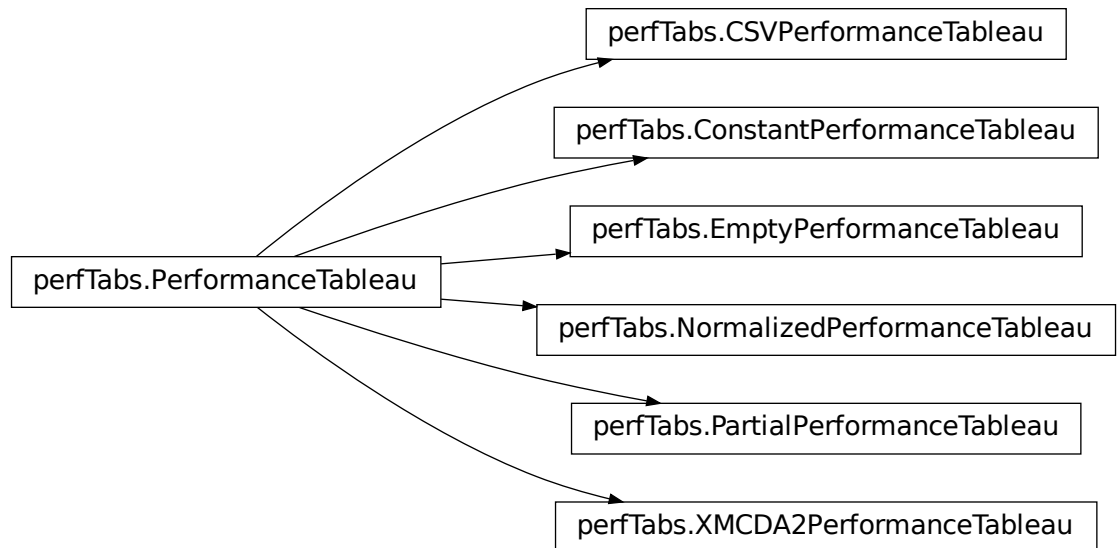 perfTabs.CSVPerformanceTableau
perfTabs.ConstantPerformanceTableau
perfTabs.EmptyPerformanceTableau
perfTabs.PerformanceTableau
perfTabs.NormalizedPerformanceTableau
perfTabs.PartialPerformanceTableau
perfTabs.XMCDA2PerformanceTableau